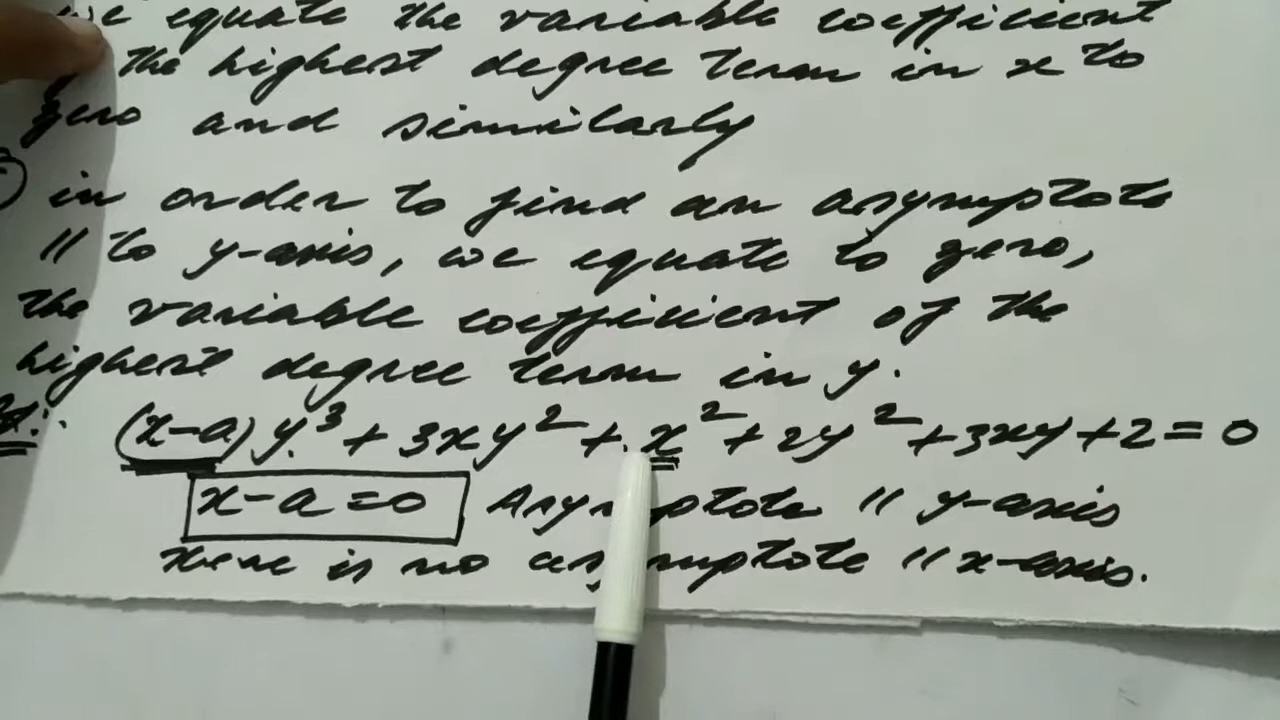 we equate the variable coefficient
the highest degree term in x to
zero and similarly
in order to find an asymptote
|| to y-axis, we equate to zero,
the variable coefficient of the
highest degree term in y.
(x-a) y³ + 3xy² + x² + 2y² + 3xy + 2 = 0
x-a=0 Asymptote || y-axis
there is no asymptote || x-axis.